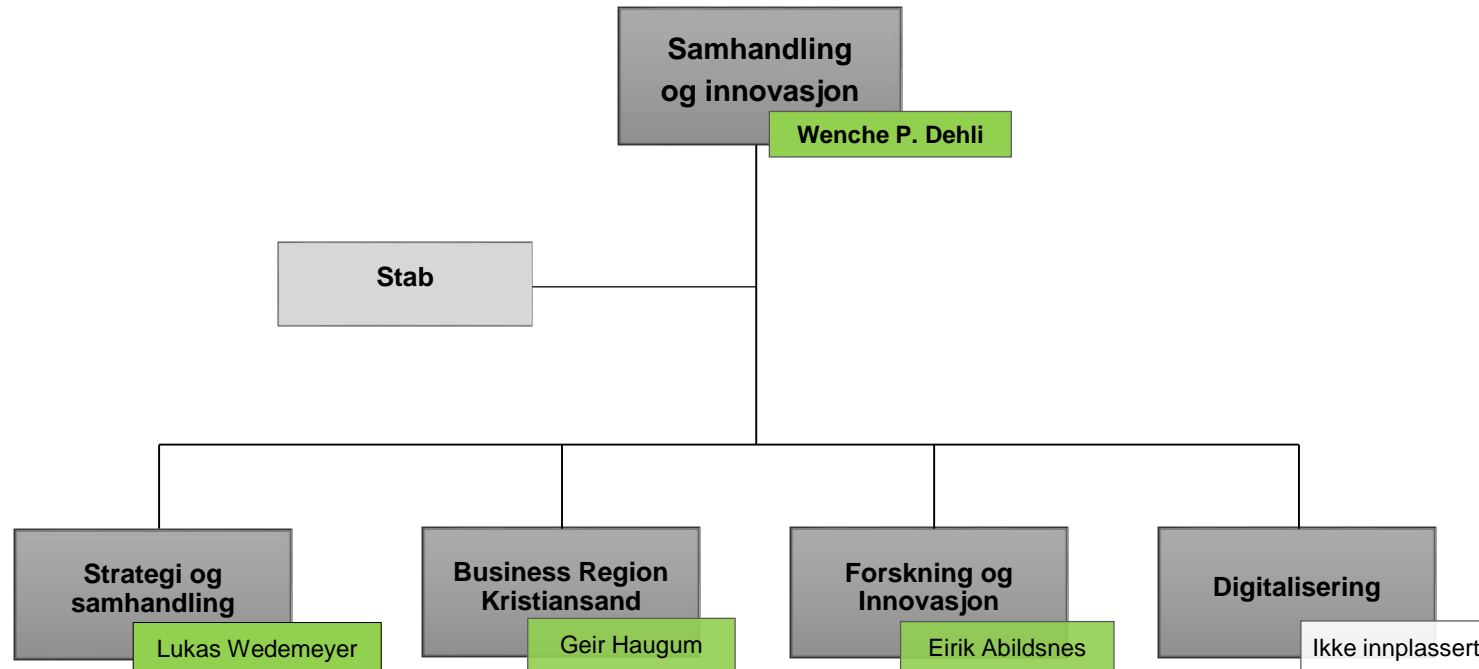 Samhandling
og innovasjon
Wenche P. Dehli
Stab
Strategi og
samhandling
Lukas Wedemeyer
Business Region
Kristiansand
Geir Haugum
Forskning og
Innovasjon
Eirik Abildsnes
Digitalisering
Ikke innplassert